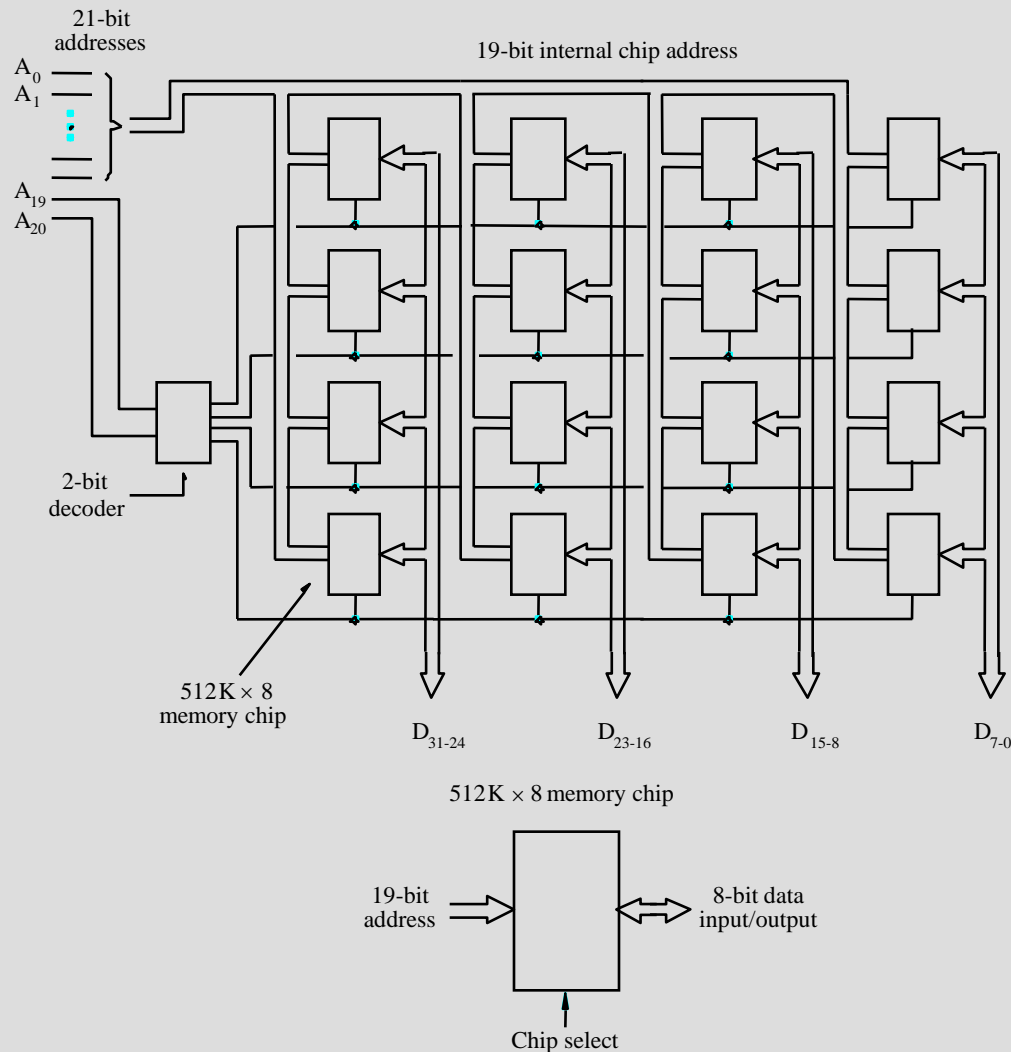 21-bit
addresses
19-bit internal chip address
A0
A1
A19
A20
2-bit
decoder
512K × 8
memory chip
D31-24
D23-16
D15-8
D7-0
512K × 8 memory chip
19-bit
address
8-bit data
input/output
Chip select